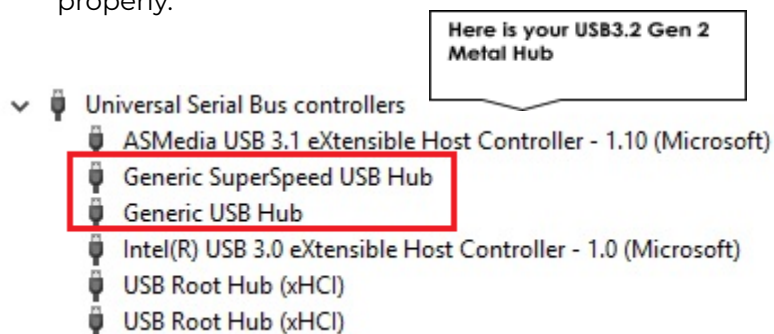 properly.
Here is your USB3.2 Gen 2
Metal Hub
Universal Serial Bus controllers
ASMedia USB 3.1 eXtensible Host Controller - 1.10 (Microsoft)
Generic SuperSpeed USB Hub
Generic USB Hub
Intel(R) USB 3.0 eXtensible Host Controller - 1.0 (Microsoft)
USB Root Hub (xHCI)
USB Root Hub (xHCI)